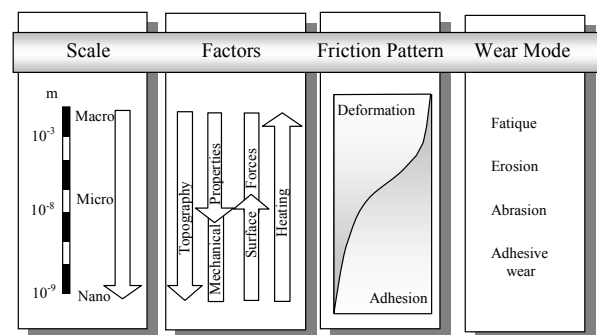 Scale
Factors
Friction Pattern
Wear Mode
m
Macro
10-3
Micro
10-8
10-9
Nano
Topography
Mechanical Properties
Surface Forces
Heating
Deformation
Adhesion
Fatique
Erosion
Abrasion
Adhesive
wear